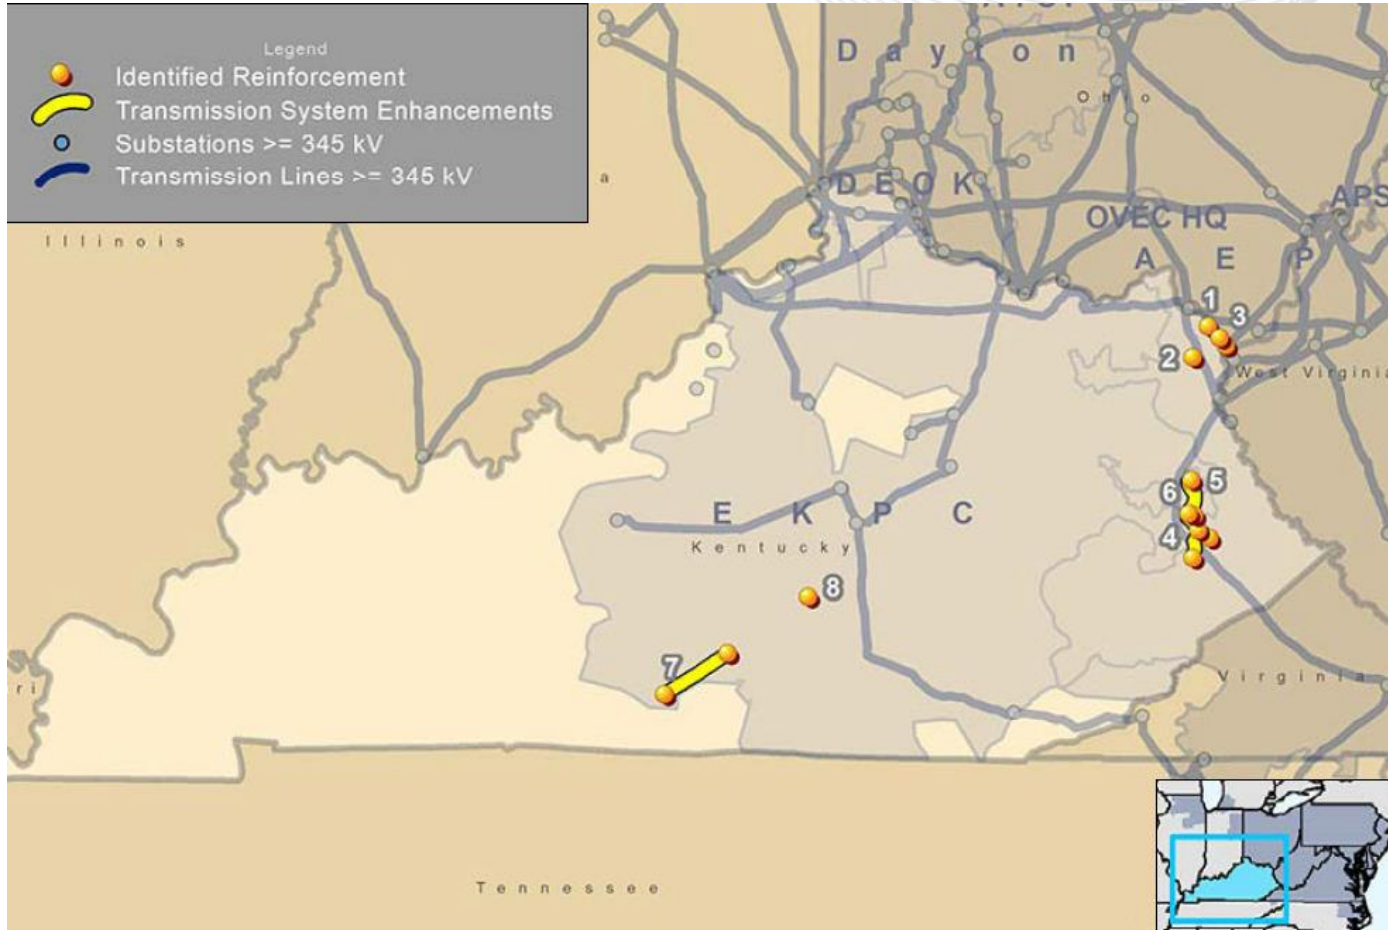 Legend
Identified Reinforcement
Transmission System Enhancements
Substations >= 345 kV
Transmission Lines >= 345 kV
Dayton
Ohio
a
DEOK
APS
OVEC HQ
Illinois
AEP
1
3
2
West Virginia
6
5
EKPC
4
Kentucky
8
7
Virginia
ri
Tennessee